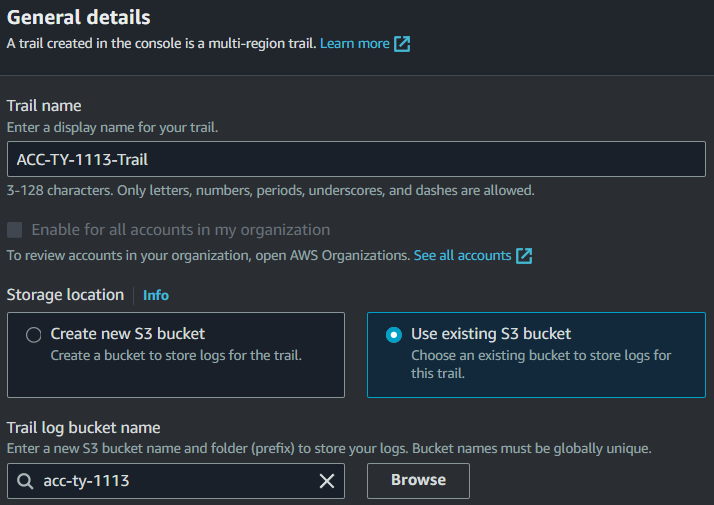 General details
A trail created in the console is a multi-region trail. Learn more
Trail name
Enter a display name for your trail.
ACC-TY-1113-Trail
3-128 characters. Only letters, numbers, periods, underscores, and dashes are allowed.
Enable for all accounts in my organization
To review accounts in your organization, open AWS Organizations. See all accounts
Storage location Info
Create new S3 bucket
Create a bucket to store logs for the trail.
Use existing S3 bucket
Choose an existing bucket to store logs for
this trail.
Trail log bucket name
Enter a new S3 bucket name and folder (prefix) to store your logs. Bucket names must be globally unique.
acc-ty-1113 Browse